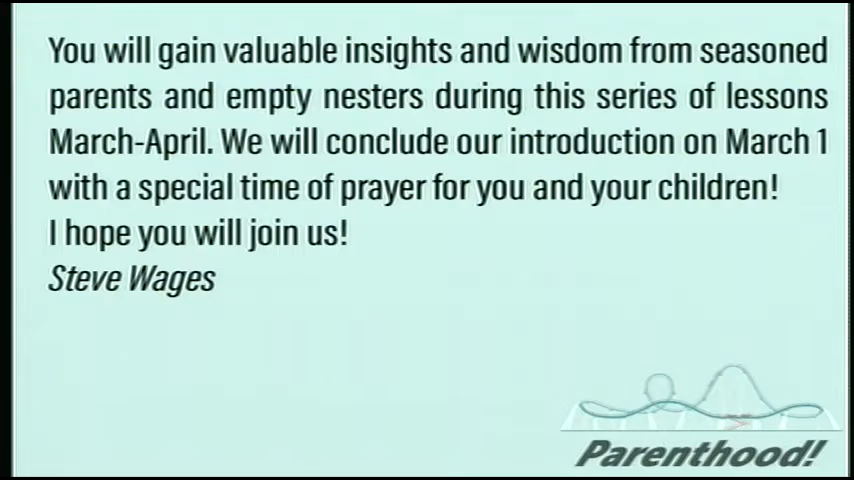 You will gain valuable insights and wisdom from seasoned
parents and empty nesters during this series of lessons
March-April. We will conclude our introduction on March 1
with a special time of prayer for you and your children!
I hope you will join us!
Steve Wages
Parenthood!